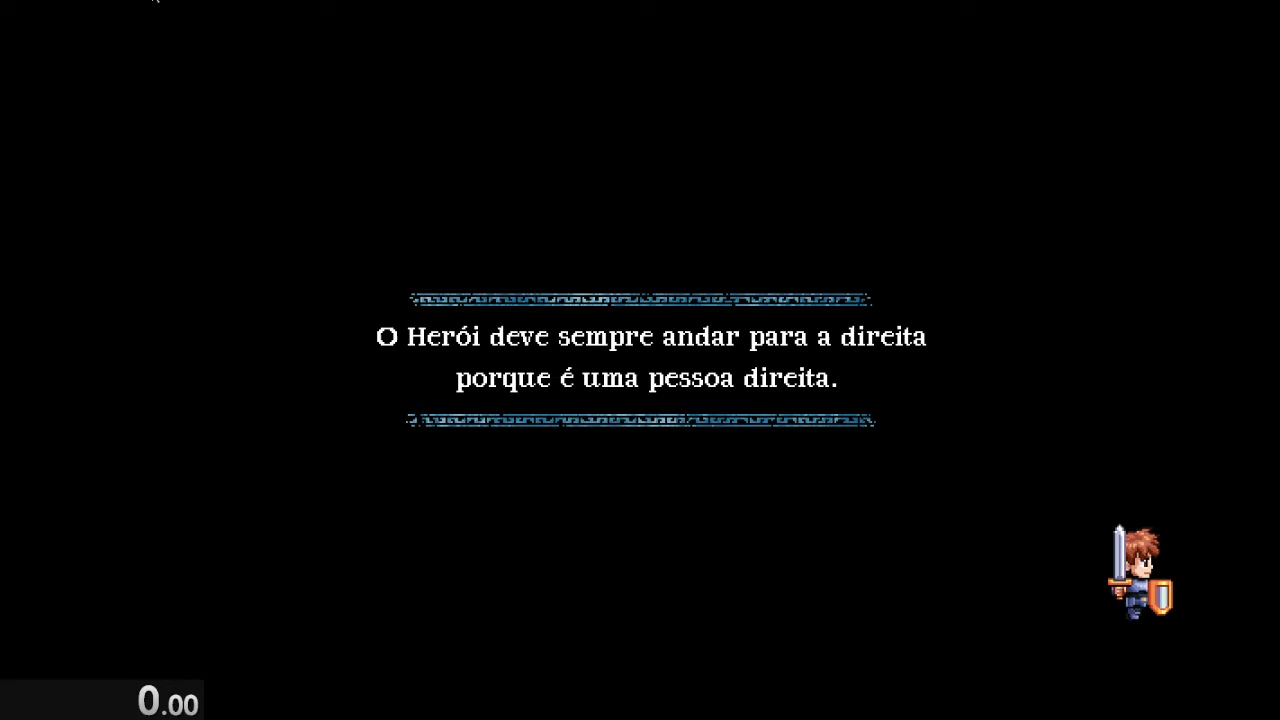 O Herói deve sempre andar para a direita
porque é uma pessoa direita.
0.00